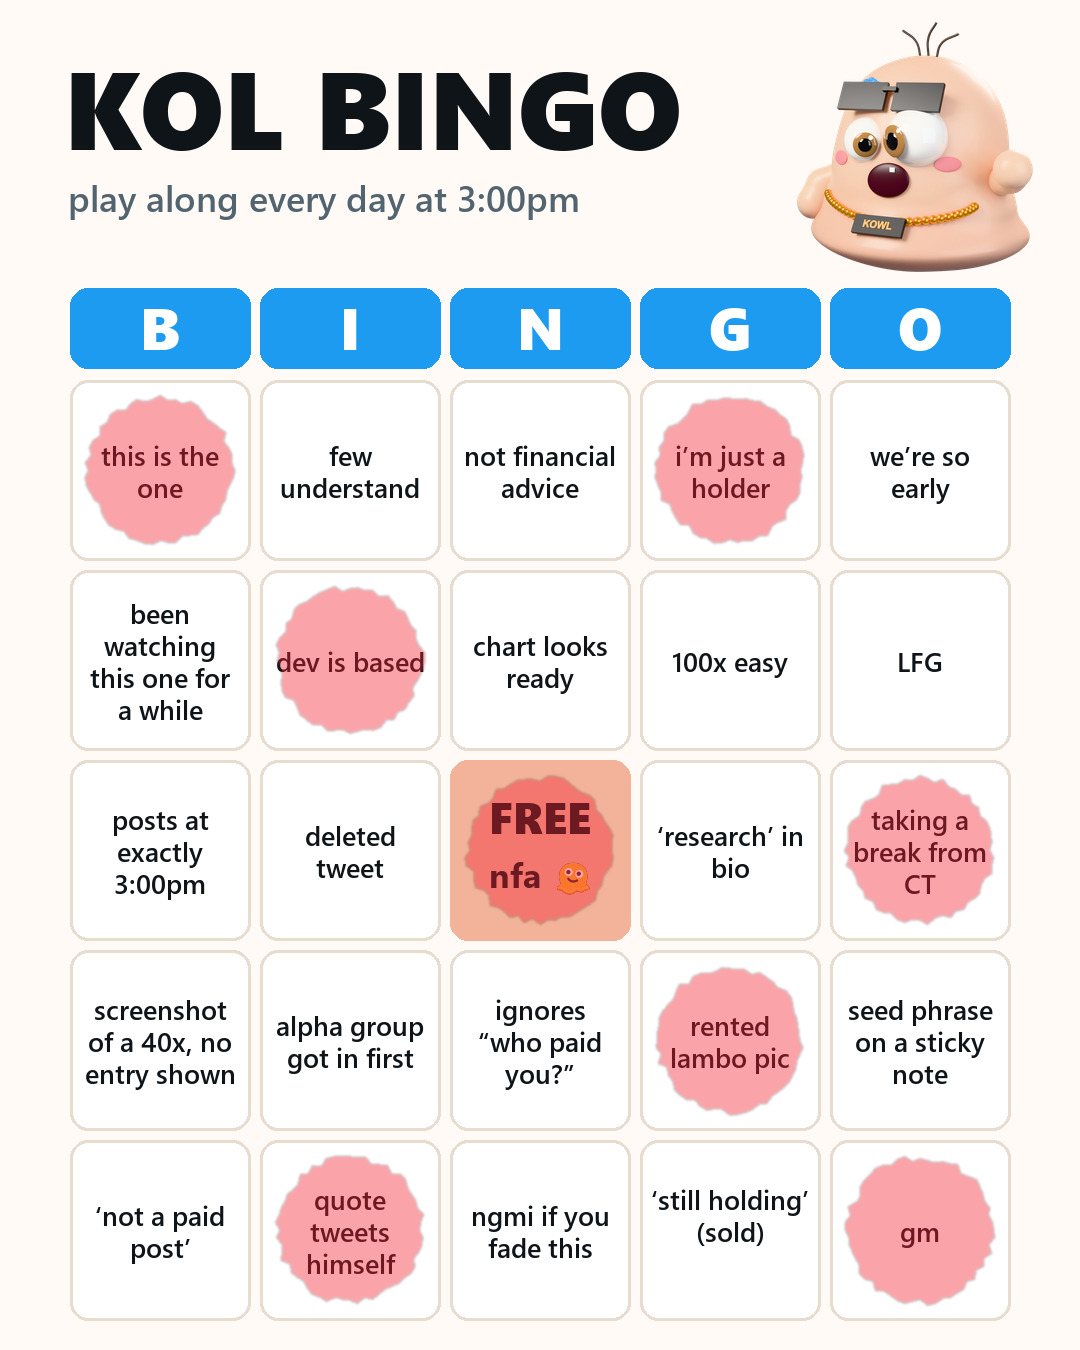 KOL BINGO
play along every day at 3:00pm
KOWL
B I N G O
this is the
one
few
understand
not financial
advice
i’m just a
holder
we’re so
early
been
watching
this one for
a while
dev is based
chart looks
ready
100x easy
LFG
posts at
exactly
3:00pm
deleted
tweet
FREE
nfa
‘research’ in
bio
taking a
break from
CT
screenshot
of a 40x, no
entry shown
alpha group
got in first
ignores
“who paid
you?”
rented
lambo pic
seed phrase
on a sticky
note
‘not a paid
post’
quote
tweets
himself
ngmi if you
fade this
‘still holding’
(sold)
gm